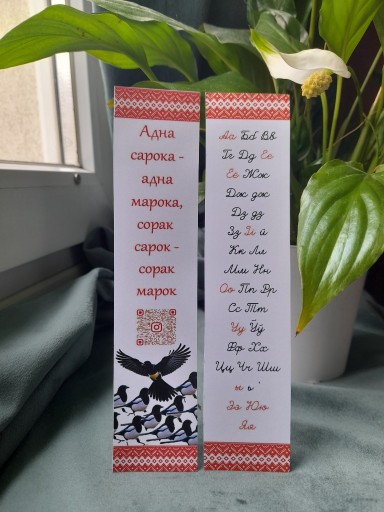 Адна
сарока -
адна
марока,
сорак
сарок -
сорак
марок
Аа Бб Вв
Гг Дд Ее
Ёё Жж
Дж дж
Дз дз
Зз Іі й
Кк Лл
Мм Нн
Оо Пп Рр
Сс Тт
Уу Ўў
Фф Хх
Цц Чч Шш
ы ь '
Ээ Юю
Яя